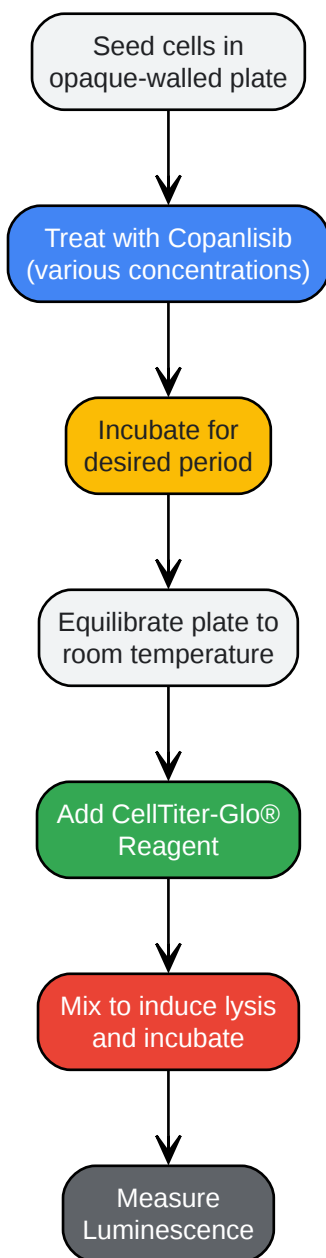 Seed cells in
opaque-walled plate
Treat with Copanlisib
(various concentrations)
Incubate for
desired period
Equilibrate plate to
room temperature
Add CellTiter-Glo®
Reagent
Mix to induce lysis
and incubate
Measure
Luminescence